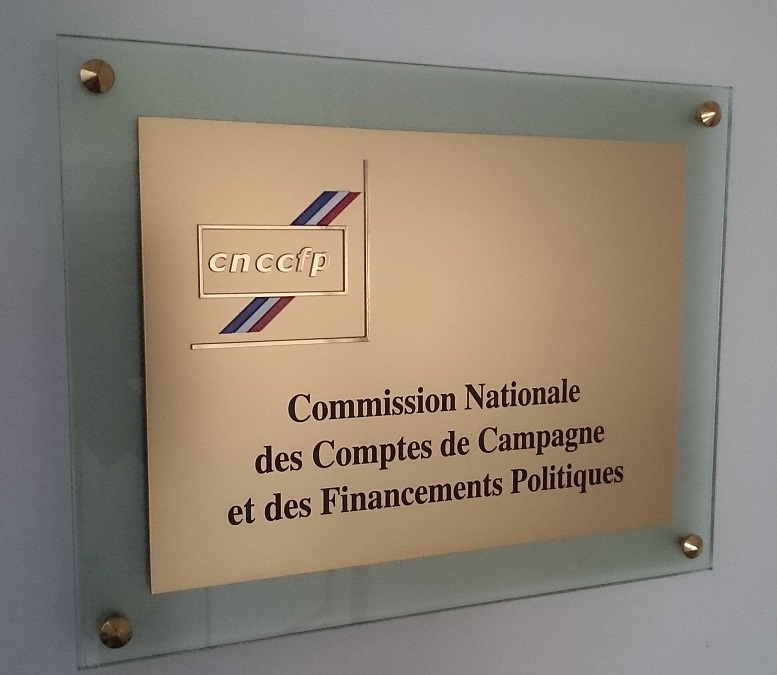 cnccfp
Commission Nationale
des Comptes de Campagne
et des Financements Politiques